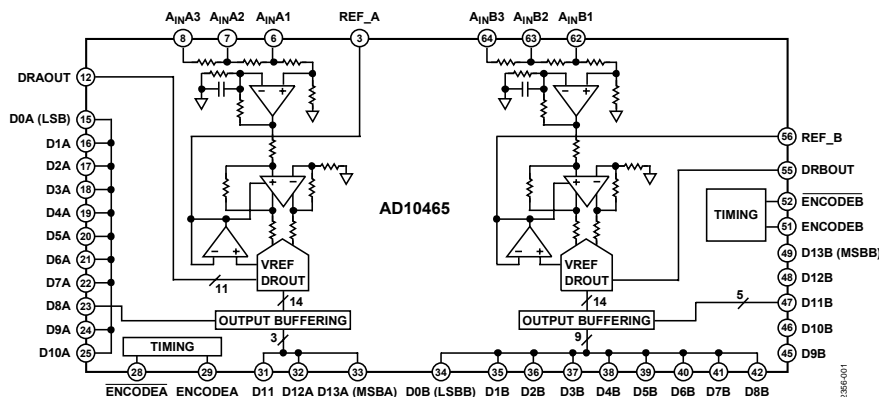 AINA3 AINA2 AINA1 REF_A AINB3 AINB2 AINB1
8 7 6 3 64 63 62
DRAOUT 12
D0A (LSB) 15
D1A 16
D2A 17
D3A 18
D4A 19
D5A 20
D6A 21
D7A 22
D8A 23
D9A 24
D10A 25
56 REF_B
55 DRBOUT
52 ENCODEB
51 ENCODEB
49 D13B (MSBB)
48 D12B
47 D11B
46 D10B
45 D9B
AD10465
TIMING
- +
+ -
- +
VREF
DROUT
11
14
OUTPUT BUFFERING
3
- +
+ -
- +
VREF
DROUT
14
OUTPUT BUFFERING
5
9
TIMING
28 29 31 32 33 34 35 36 37 38 39 40 41 42
ENCODEA ENCODEA D11 D12A D13A (MSBA) D0B (LSBB) D1B D2B D3B D4B D5B D6B D7B D8B
2356-001